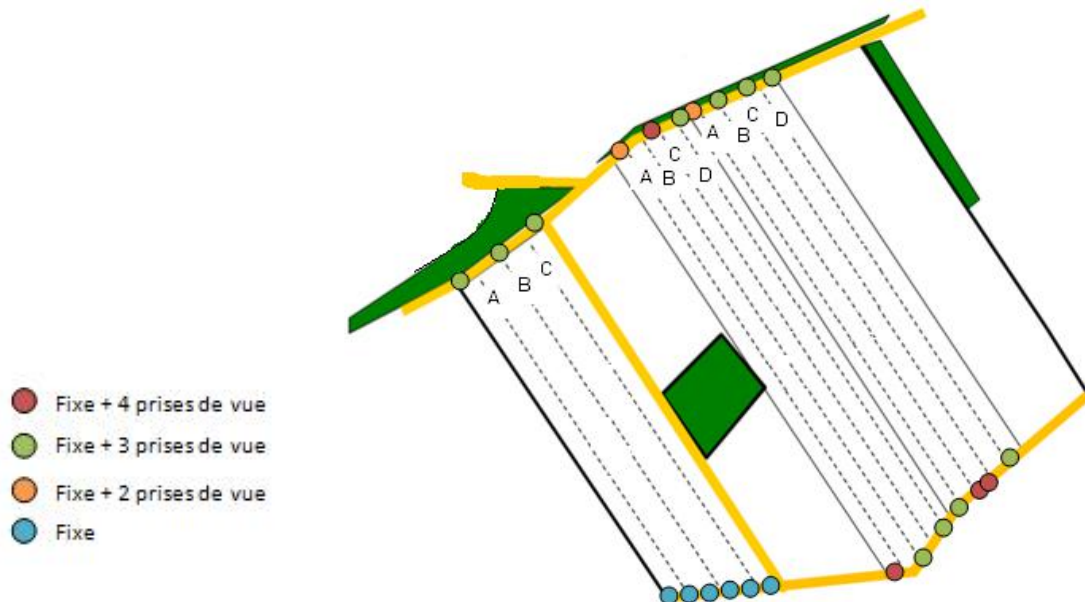 A
B
C
D
A
B
C
D
A
B
C
Fixe + 4 prises de vue
Fixe + 3 prises de vue
Fixe + 2 prises de vue
Fixe